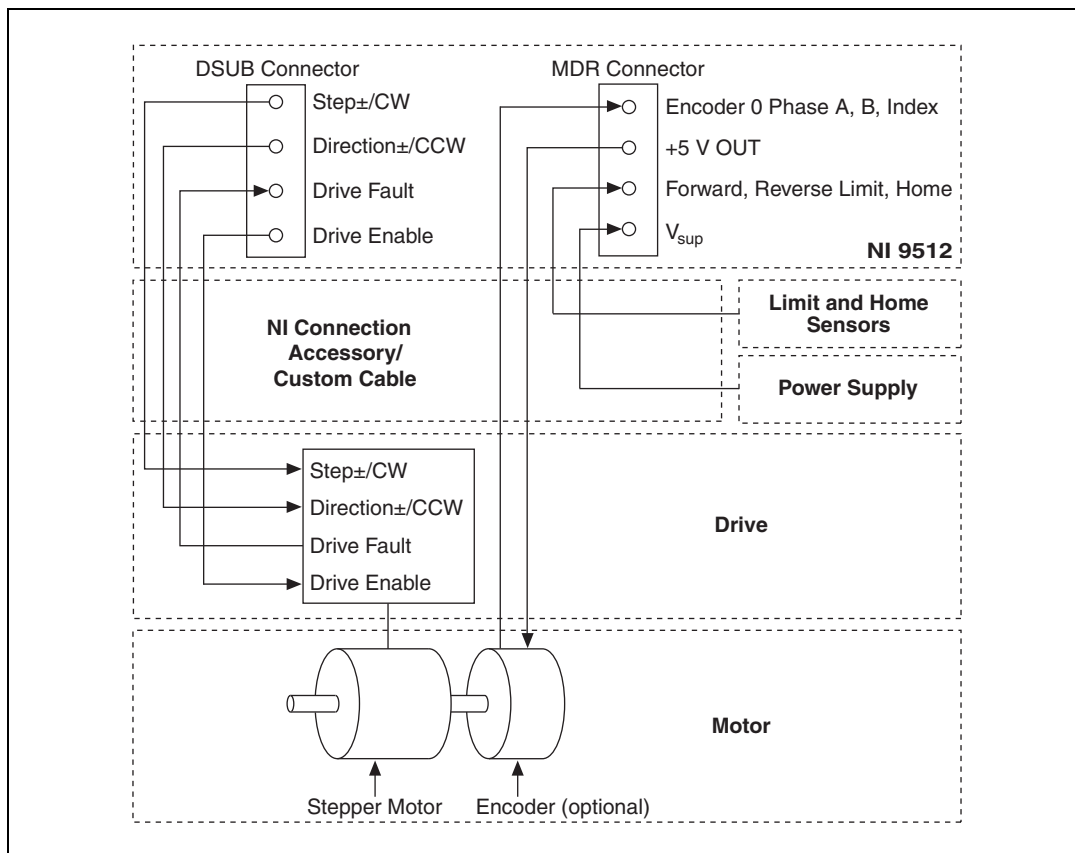 DSUB Connector
Step±/CW
Direction±/CCW
Drive Fault
Drive Enable
MDR Connector
Encoder 0 Phase A, B, Index
+5 V OUT
Forward, Reverse Limit, Home
Vsup
NI 9512
NI Connection
Accessory/
Custom Cable
Limit and Home
Sensors
Power Supply
Step±/CW
Direction±/CCW
Drive Fault
Drive Enable
Drive
Motor
Stepper Motor
Encoder (optional)